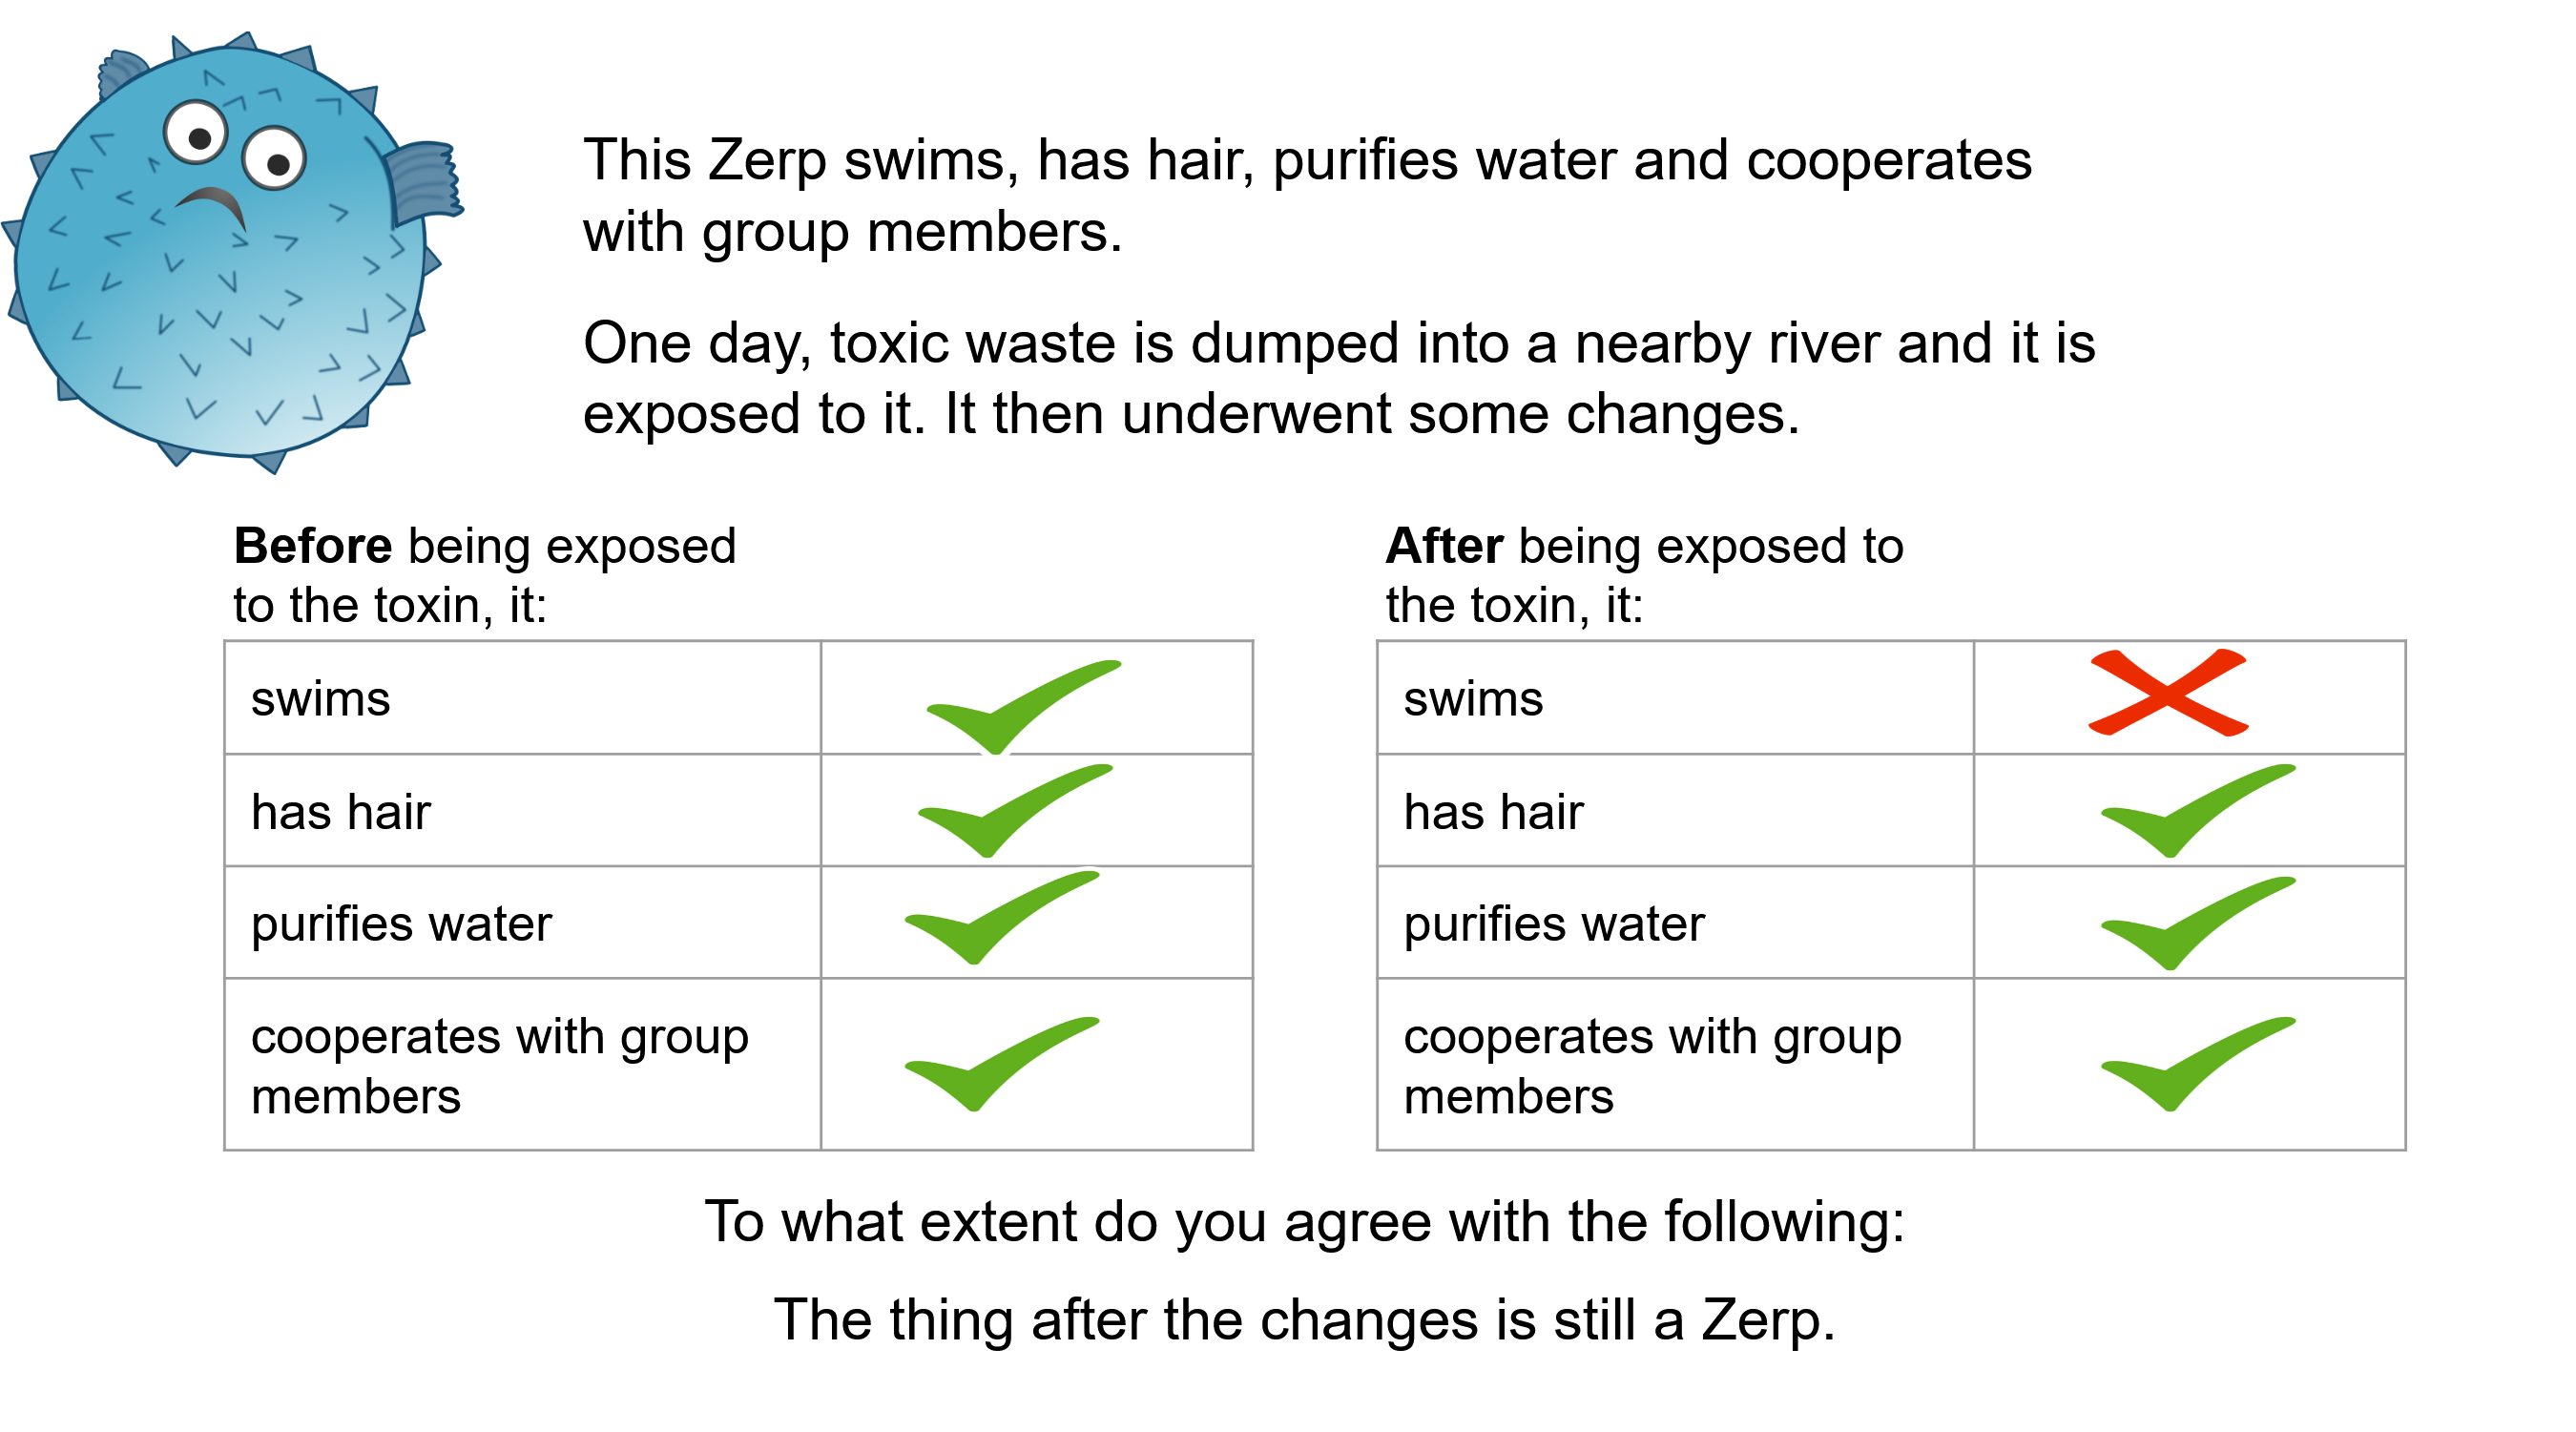 This Zerp swims, has hair, purifies water and cooperates
with group members.
One day, toxic waste is dumped into a nearby river and it is
exposed to it. It then underwent some changes.
Before being exposed
to the toxin, it:
swims
has hair
purifies water
cooperates with group
members
After being exposed to
the toxin, it:
swims
has hair
purifies water
cooperates with group
members
To what extent do you agree with the following:
The thing after the changes is still a Zerp.